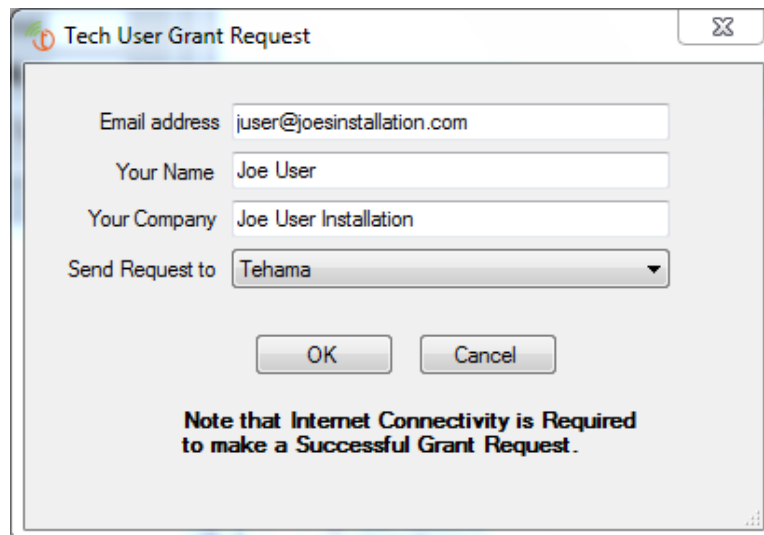 Tech User Grant Request
Email address juser@joesinstallation.com
Your Name Joe User
Your Company Joe User Installation
Send Request to Tehama
OK Cancel
Note that Internet Connectivity is Required
to make a Successful Grant Request.